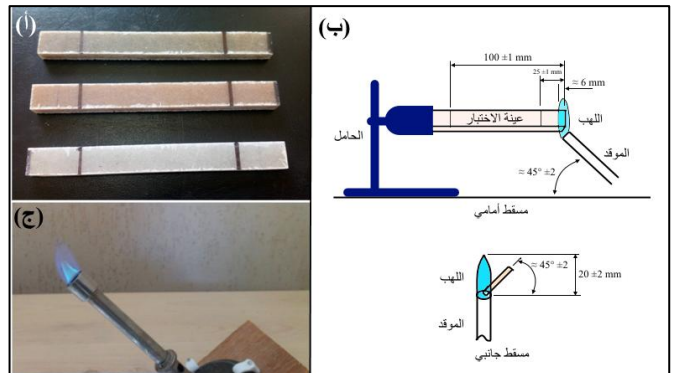 (أ)
(ب)
100 ±1 mm
25 ±1 mm
≈ 6 mm
عينة الاختبار
اللهب
الحامل
الموقد
≈ 45° ±2
مسقط أمامي
(ج)
≈ 45° ±2
اللهب
20 ±2 mm
الموقد
مسقط جانبي